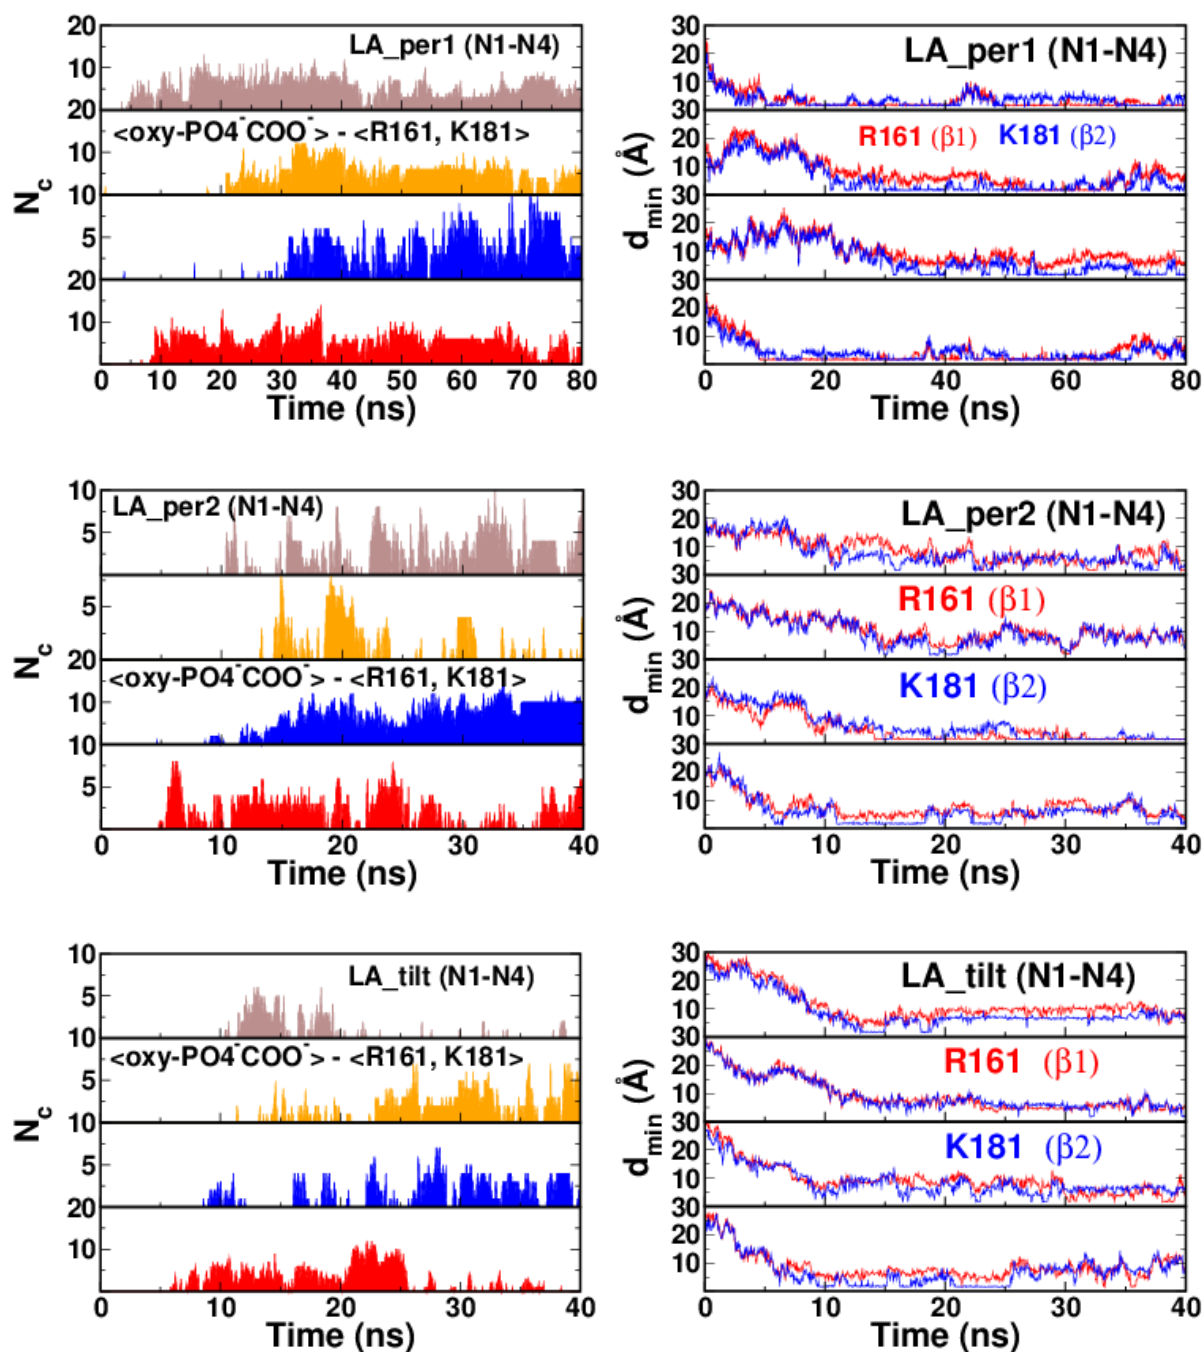 20 30
LA_per1 (N1-N4) LA_per1 (N1-N4)
20
10 10
20 30
<oxy-PO4⁻COO⁻> - <R161, K181> R161 (β1) K181 (β2)
20
10 10
10 30
20
5 10
20 30
20
10 10
N_c d_min (Å)
0 10 20 30 40 50 60 70 80 0 20 40 60 80
Time (ns) Time (ns)
10 30
LA_per2 (N1-N4) LA_per2 (N1-N4)
20
5 10
30
R161 (β1)
20
5 10
20 30
<oxy-PO4⁻COO⁻> - <R161, K181> K181 (β2)
20
10 10
10 30
20
5 10
N_c d_min (Å)
0 10 20 30 40 0 10 20 30 40
Time (ns) Time (ns)
10 30
LA_tilt (N1-N4) LA_tilt (N1-N4)
20
5 10
10 30
<oxy-PO4⁻COO⁻> - <R161, K181> R161 (β1)
20
5 10
10 30
K181 (β2)
20
5 10
20 30
20
10 10
N_c d_min (Å)
0 10 20 30 40 0 10 20 30 40
Time (ns) Time (ns)